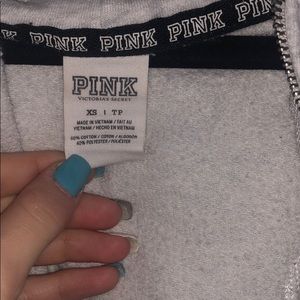 PINK PINK PINK PINK PINK
PINK
VICTORIA'S SECRET
XS | TP
MADE IN VIETNAM / FAIT AU
VIETNAM / HECHO EN VIETNAM
60% COTTON / COTON / ALGODÓN
40% POLYESTER / POLIÉSTER